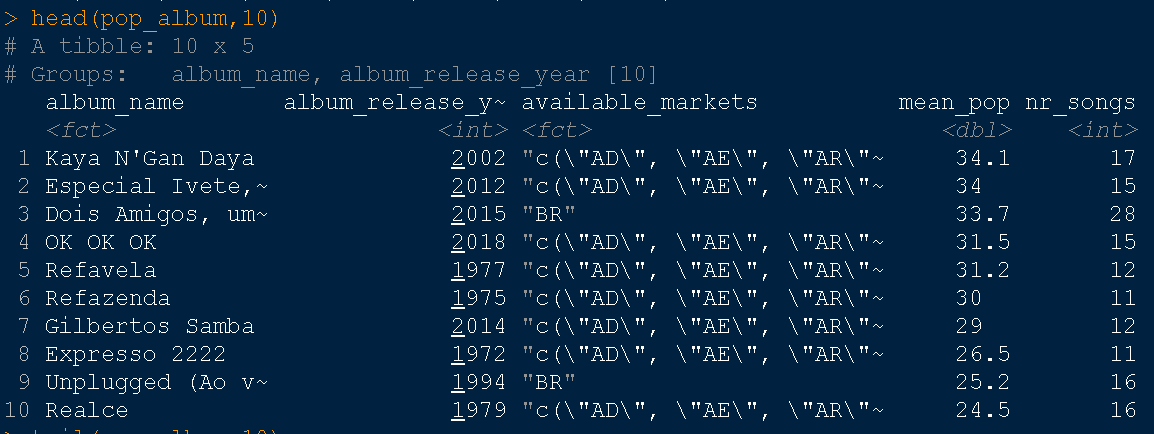 > head(pop_album,10)
# A tibble: 10 x 5
# Groups:   album_name, album_release_year [10]
   album_name       album_release_y~ available_markets          mean_pop nr_songs
   <fct>                       <int> <fct>                         <dbl>    <int>
 1 Kaya N'Gan Daya              2002 "c(\"AD\", \"AE\", \"AR\"~     34.1       17
 2 Especial Ivete,~             2012 "c(\"AD\", \"AE\", \"AR\"~     34         15
 3 Dois Amigos, um~             2015 "BR"                           33.7       28
 4 OK OK OK                     2018 "c(\"AD\", \"AE\", \"AR\"~     31.5       15
 5 Refavela                     1977 "c(\"AD\", \"AE\", \"AR\"~     31.2       12
 6 Refazenda                    1975 "c(\"AD\", \"AE\", \"AR\"~     30         11
 7 Gilbertos Samba              2014 "c(\"AD\", \"AE\", \"AR\"~     29         12
 8 Expresso 2222                1972 "c(\"AD\", \"AE\", \"AR\"~     26.5       11
 9 Unplugged (Ao v~             1994 "BR"                           25.2       16
10 Realce                       1979 "c(\"AD\", \"AE\", \"AR\"~     24.5       16